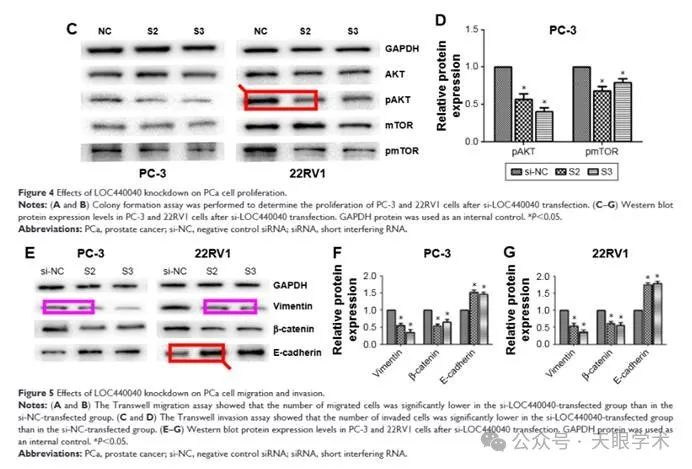 C
NC S2 S3 NC S2 S3
GAPDH
AKT
pAKT
mTOR
pmTOR
PC-3 22RV1
D
PC-3
Relative protein
expression
1.5
1.0
0.5
0.0
* * * *
pAKT pmTOR
si-NC S2 S3
Figure 4 Effects of LOC440040 knockdown on PCa cell proliferation.
Notes: (A and B) Colony formation assay was performed to determine the proliferation of PC-3 and 22RV1 cells after si-LOC440040 transfection. (C–G) Western blot
protein expression levels in PC-3 and 22RV1 cells after si-LOC440040 transfection. GAPDH protein was used as an internal control. *P<0.05.
Abbreviations: PCa, prostate cancer; si-NC, negative control siRNA; siRNA, short interfering RNA.
E
PC-3 22RV1
si-NC S2 S3 si-NC S2 S3
GAPDH
Vimentin
β-catenin
E-cadherin
F
PC-3
Relative protein
expression
2.0
1.5
1.0
0.5
0.0
* * * * * *
Vimentin β-catenin E-cadherin
G
22RV1
Relative protein
expression
2.0
1.5
1.0
0.5
0.0
* * * * * *
Vimentin β-catenin E-cadherin
Figure 5 Effects of LOC440040 knockdown on PCa cell migration and invasion.
Notes: (A and B) The Transwell migration assay showed that the number of migrated cells was significantly lower in the si-LOC440040-transfected group than in the
si-NC-transfected group. (C and D) The Transwell invasion assay showed that the number of invaded cells was significantly lower in the si-LOC440040-transfected group
than in the si-NC-transfected group. (E–G) Western blot protein expression levels in PC-3 and 22RV1 cells after si-LOC440040 transfection. GAPDH protein was used as
an internal control. *P<0.05.
Abbreviations: PCa, prostate cancer; si-NC, negative control siRNA; siRNA, short interfering RNA.
公众号 · 天眼学术